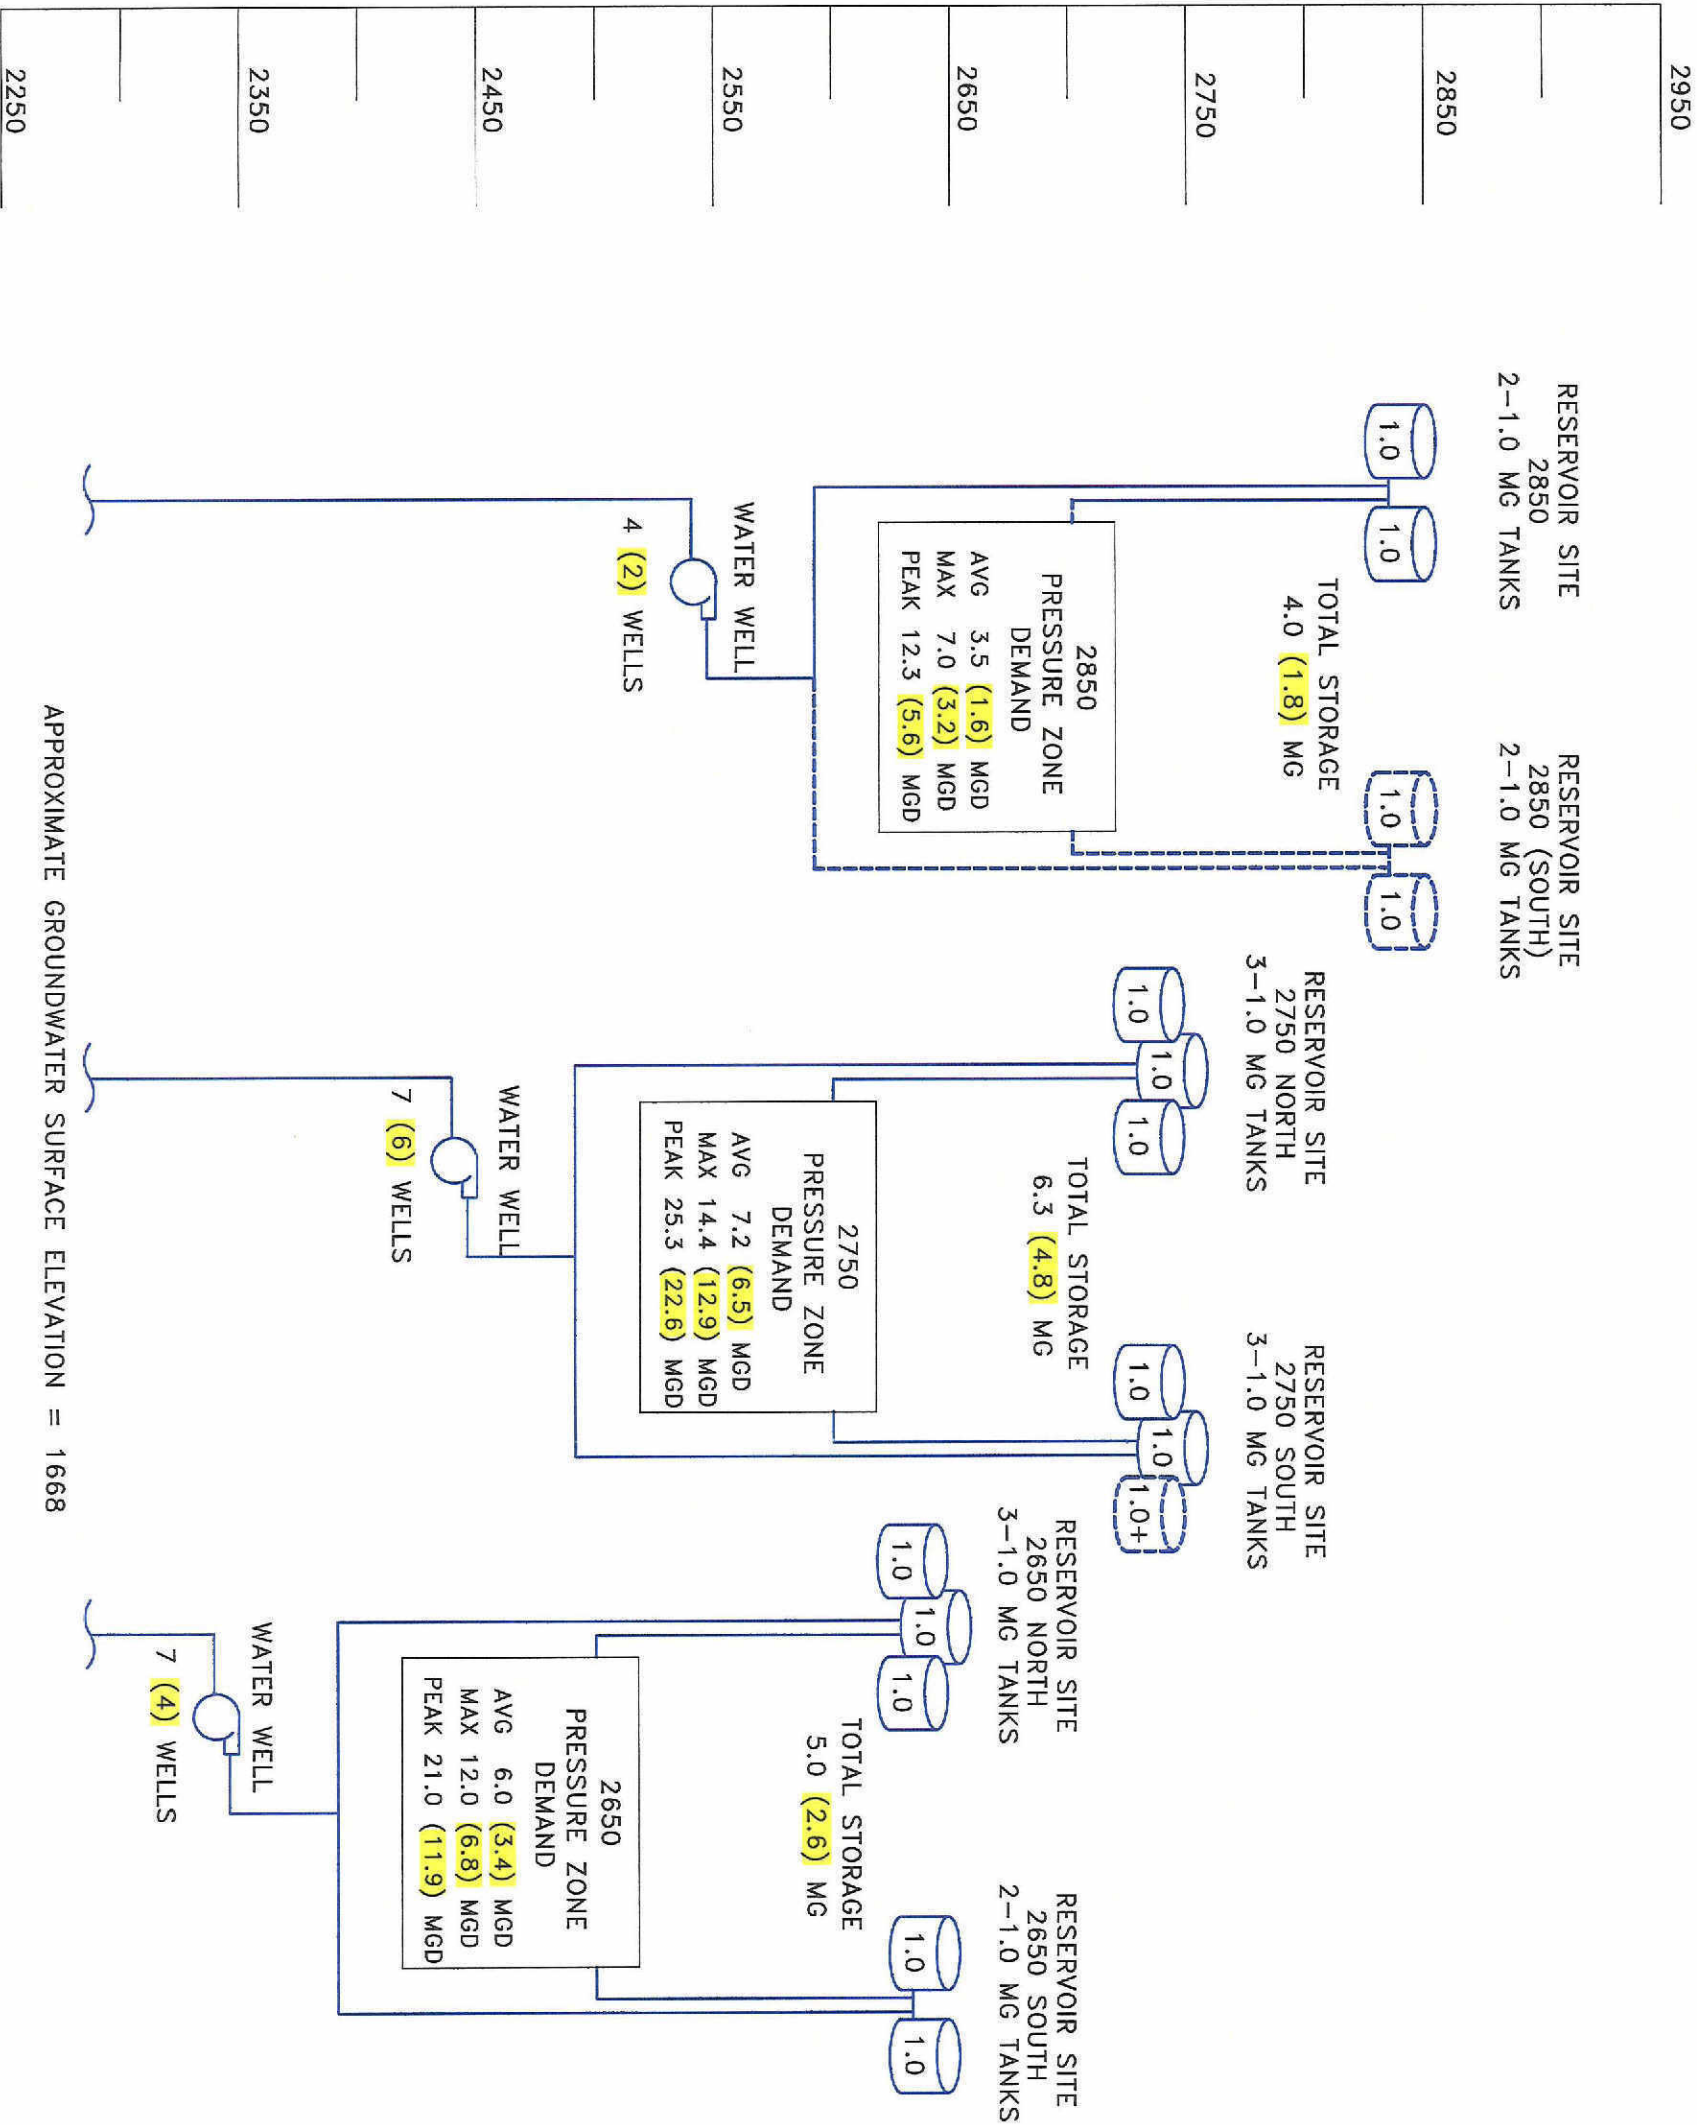 2950
2850
2750
2650
2550
2450
2350
2250
RESERVOIR SITE
2850
2-1.0 MG TANKS
1.0
1.0
TOTAL STORAGE
4.0 (1.8) MG
RESERVOIR SITE
2850 (SOUTH)
2-1.0 MG TANKS
1.0
1.0
2850
PRESSURE ZONE
DEMAND
AVG 3.5 (1.6) MGD
MAX 7.0 (3.2) MGD
PEAK 12.3 (5.6) MGD
WATER WELL
4 (2) WELLS
RESERVOIR SITE
2750 NORTH
3-1.0 MG TANKS
1.0
1.0
1.0
TOTAL STORAGE
6.3 (4.8) MG
RESERVOIR SITE
2750 SOUTH
3-1.0 MG TANKS
1.0
1.0
1.0+
2750
PRESSURE ZONE
DEMAND
AVG 7.2 (6.5) MGD
MAX 14.4 (12.9) MGD
PEAK 25.3 (22.6) MGD
WATER WELL
7 (6) WELLS
RESERVOIR SITE
2650 NORTH
3-1.0 MG TANKS
1.0
1.0
1.0
TOTAL STORAGE
5.0 (2.6) MG
RESERVOIR SITE
2650 SOUTH
2-1.0 MG TANKS
1.0
1.0
2650
PRESSURE ZONE
DEMAND
AVG 6.0 (3.4) MGD
MAX 12.0 (6.8) MGD
PEAK 21.0 (11.9) MGD
WATER WELL
7 (4) WELLS
APPROXIMATE GROUNDWATER SURFACE ELEVATION = 1668